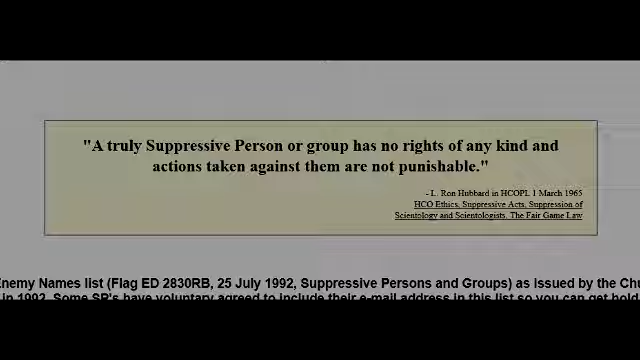 "A truly Suppressive Person or group has no rights of any kind and
actions taken against them are not punishable."
- L. Ron Hubbard in HCOPL 1 March 1965
HCO Ethics, Suppressive Acts, Suppression of
Scientology and Scientologists, The Fair Game Law
Enemy Names list (Flag ED 2830RB, 25 July 1992, Suppressive Persons and Groups) as issued by the Chu
in 1992. Some SP's have voluntary agreed to include their e-mail address in this list so you can get hold